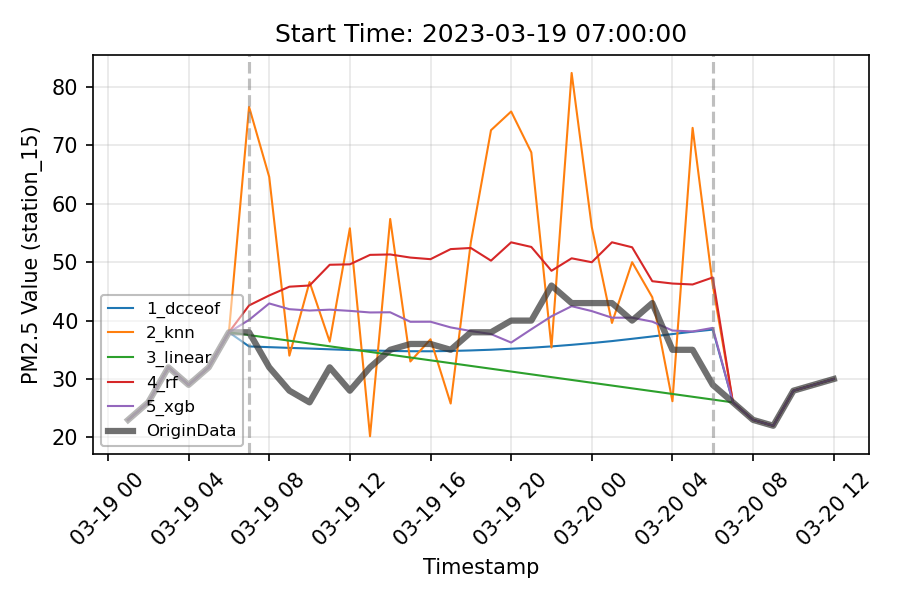 Start Time: 2023-03-19 07:00:00
PM2.5 Value (station_15)
80
70
60
50
40
30
20
1_dcceof
2_knn
3_linear
4_rf
5_xgb
OriginData
03-19 00
03-19 04
03-19 08
03-19 12
03-19 16
03-19 20
03-20 00
03-20 04
03-20 08
03-20 12
Timestamp